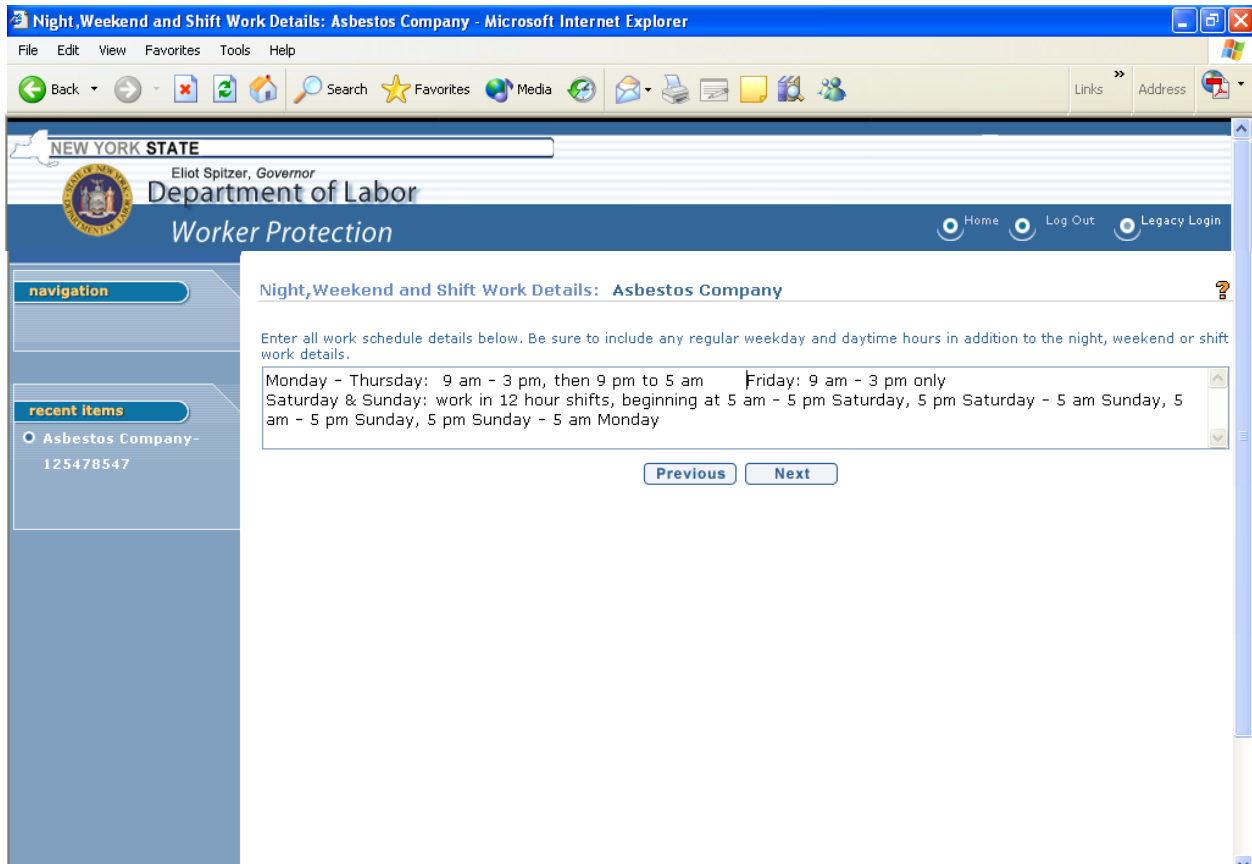 Night,Weekend and Shift Work Details: Asbestos Company - Microsoft Internet Explorer
File Edit View Favorites Tools Help
Back Search Favorites Media Links » Address
NEW YORK STATE
Eliot Spitzer, Governor
Department of Labor
Worker Protection
Home Log Out Legacy Login
navigation
Night,Weekend and Shift Work Details: Asbestos Company ?
Enter all work schedule details below. Be sure to include any regular weekday and daytime hours in addition to the night, weekend or shift
work details.
Monday - Thursday: 9 am - 3 pm, then 9 pm to 5 am Friday: 9 am - 3 pm only
Saturday & Sunday: work in 12 hour shifts, beginning at 5 am - 5 pm Saturday, 5 pm Saturday - 5 am Sunday, 5
am - 5 pm Sunday, 5 pm Sunday - 5 am Monday
recent items
Asbestos Company-
125478547
Previous Next